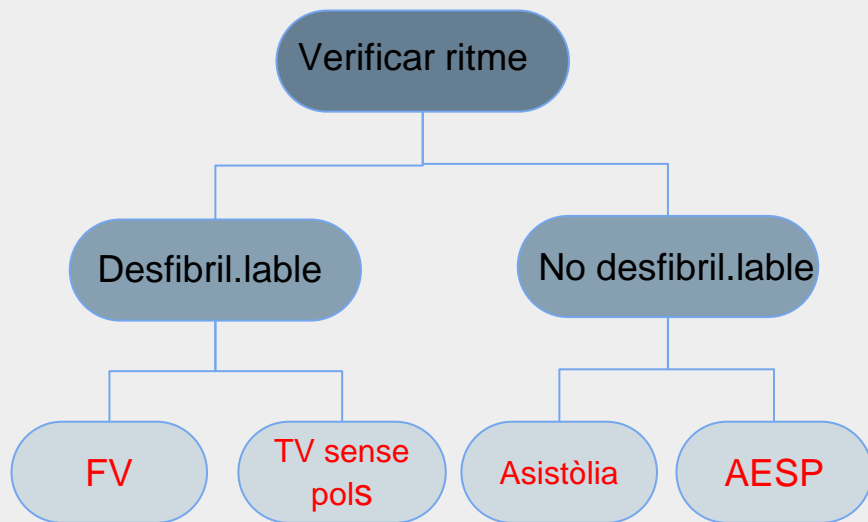 Verificar ritme
Desfibril.lable
No desfibril.lable
FV
TV sense
pols
Asistòlia
AESP